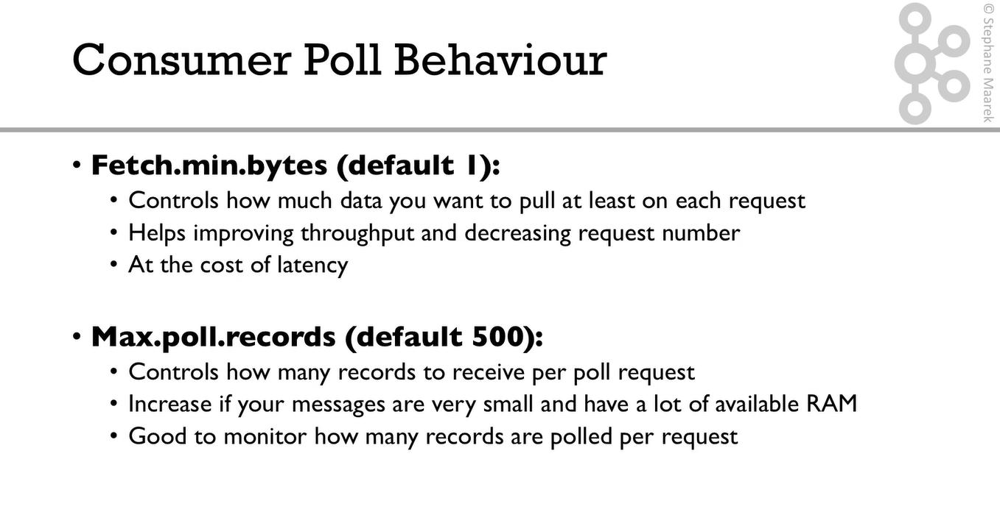 Consumer Poll Behaviour
© Stephane Maarek
• Fetch.min.bytes (default 1):
• Controls how much data you want to pull at least on each request
• Helps improving throughput and decreasing request number
• At the cost of latency
• Max.poll.records (default 500):
• Controls how many records to receive per poll request
• Increase if your messages are very small and have a lot of available RAM
• Good to monitor how many records are polled per request